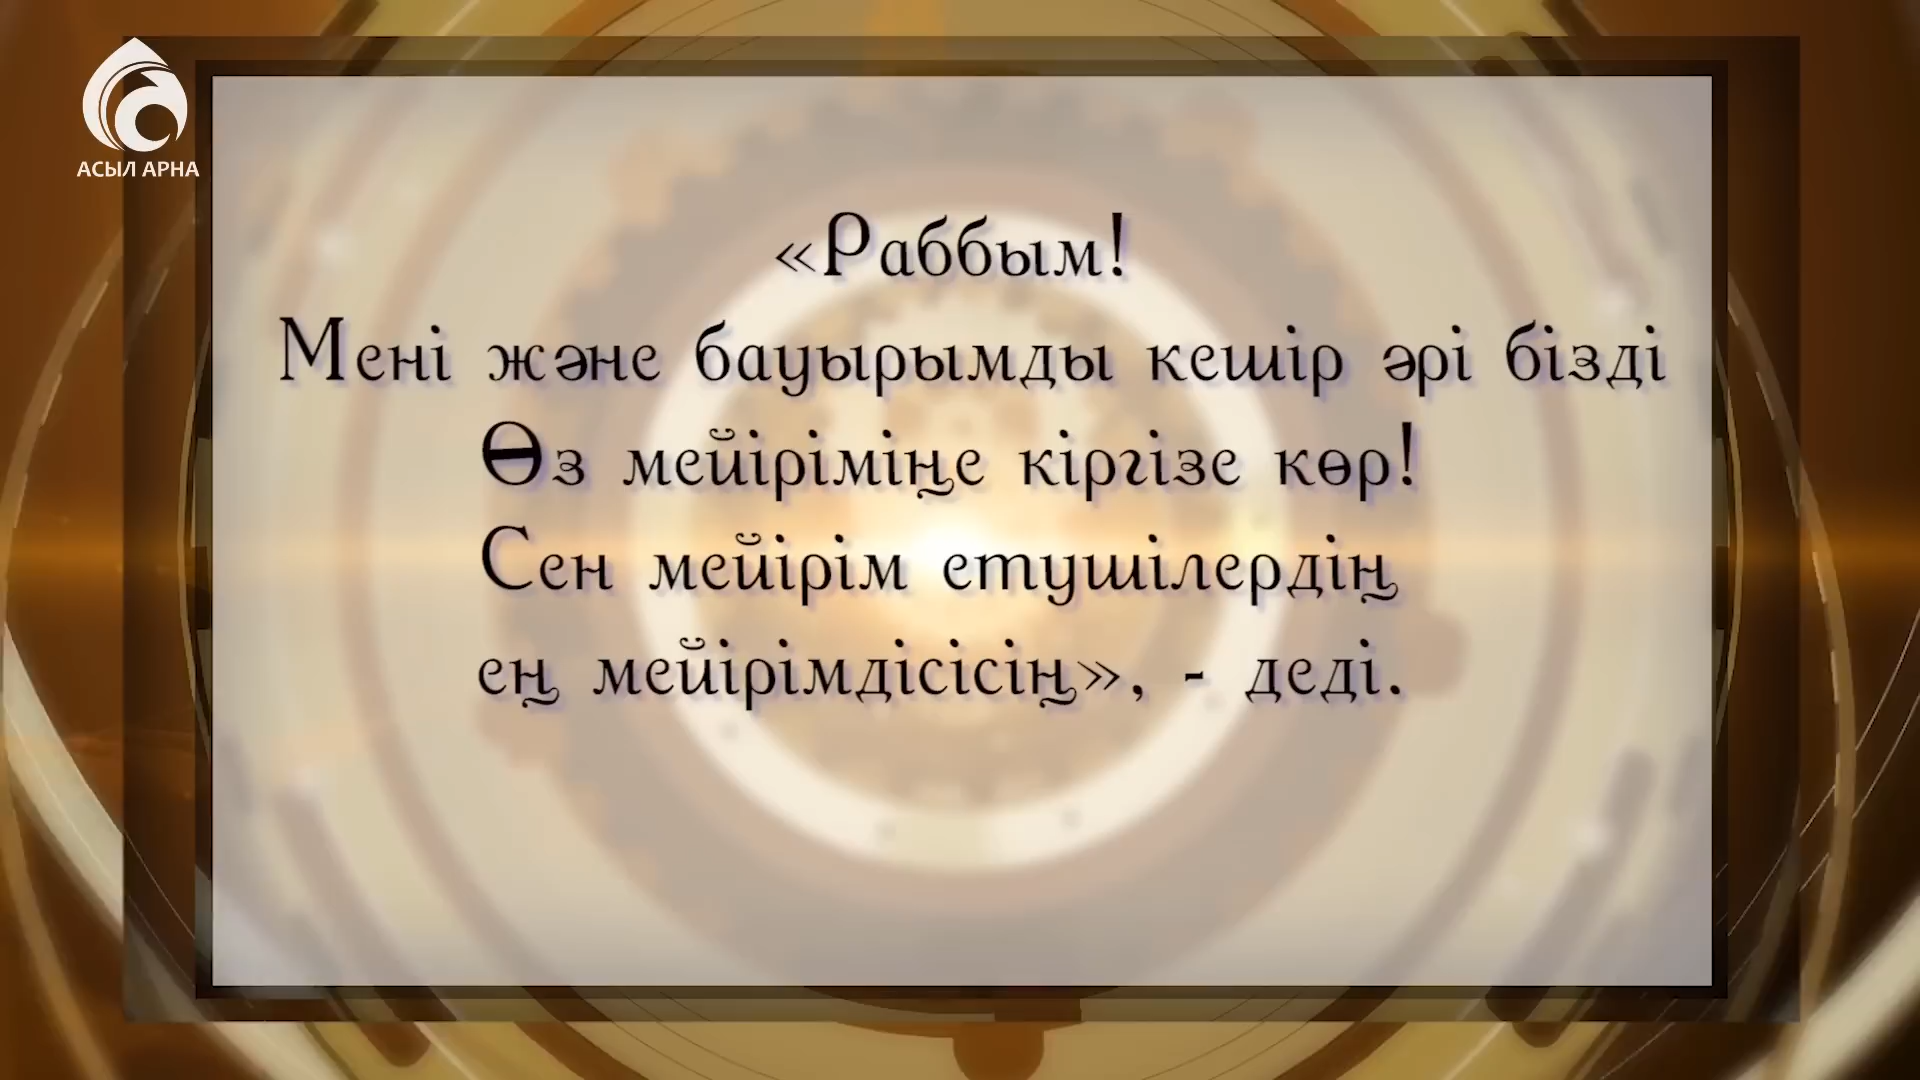 АСЫЛ АРНА
«Раббым!
Мені және бауырымды кешір әрі бізді
Өз мейіріміңе кіргізе көр!
Сен мейірім етушілердің
ең мейірімдісісің», - деді.